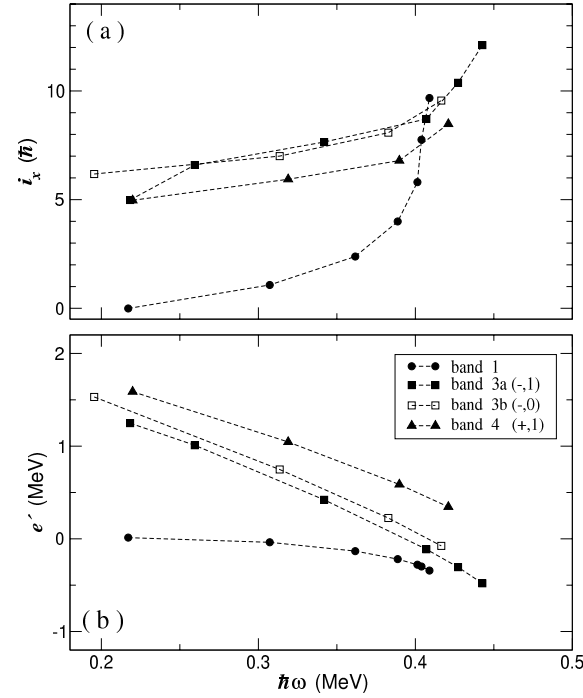 ( a )
10
5
0
i_x (ħ)
2
1
0
-1
e´ (MeV)
band 1
band 3a (-,1)
band 3b (-,0)
band 4 (+,1)
( b )
0.2 0.3 0.4 0.5
ħω (MeV)